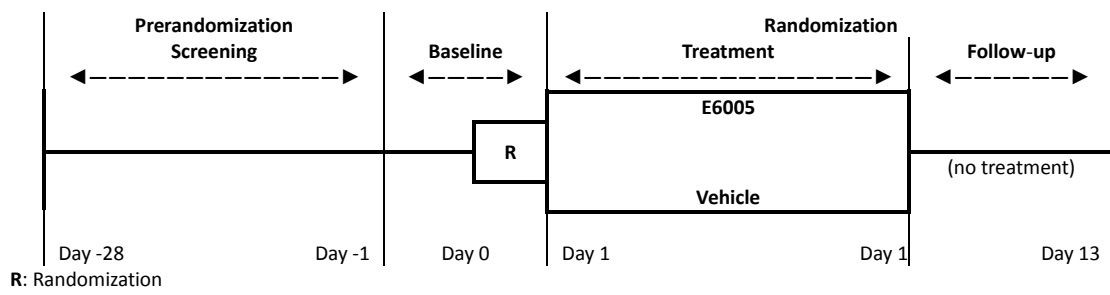 Prerandomization Randomization
Screening Baseline Treatment Follow-up
E6005
R
(no treatment)
Vehicle
Day -28 Day -1 Day 0 Day 1 Day 1 Day 13
R: Randomization